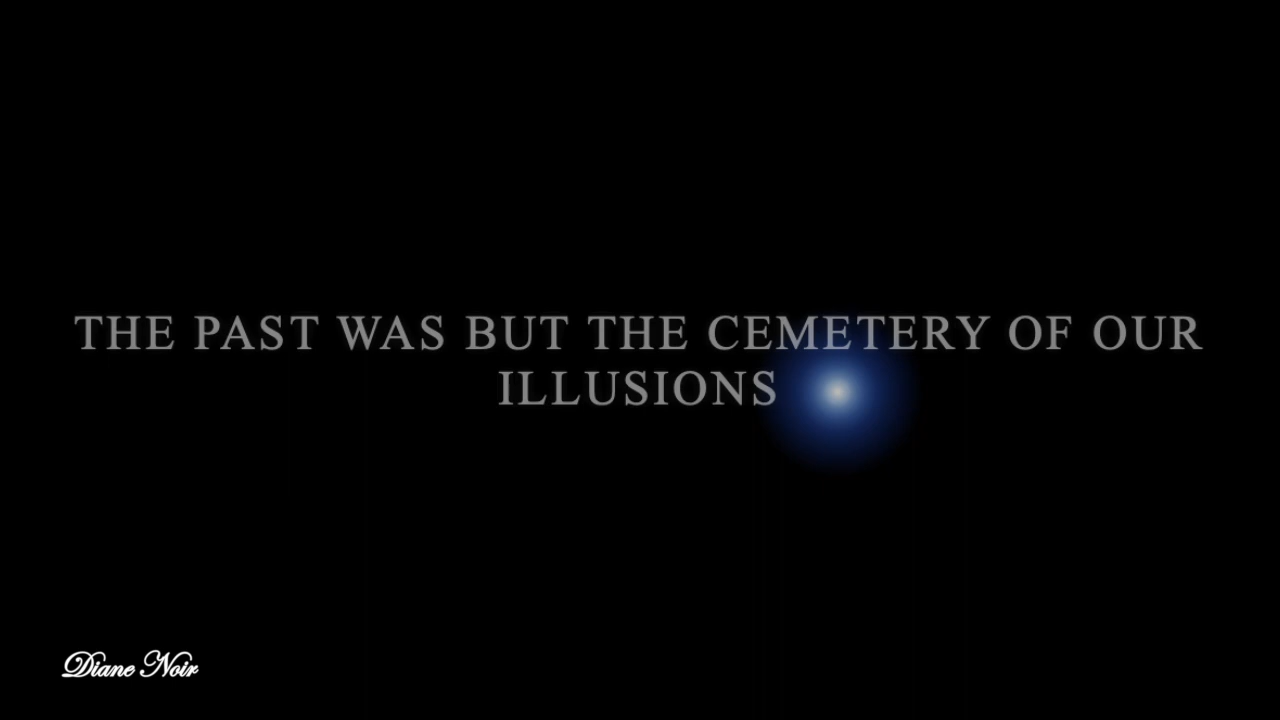 THE PAST WAS BUT THE CEMETERY OF OUR
ILLUSIONS
Diane Noir